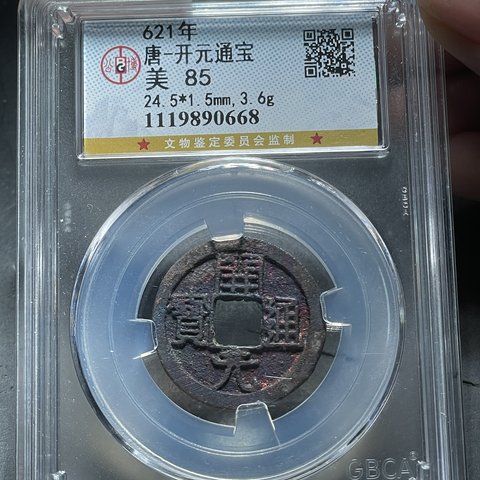 621年
唐-开元通宝
美 85
24.5*1.5mm,3.6g
1119890668
★ 文物鉴定委员会监制 ★
開元通寳
GBCA®